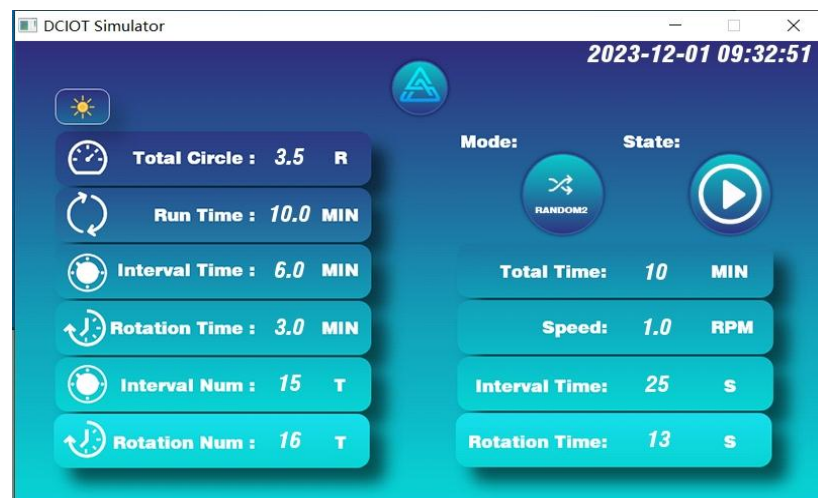 DCIOT Simulator
2023-12-01 09:32:51
Total Circle : 3.5 R
Run Time : 10.0 MIN
Interval Time : 6.0 MIN
Rotation Time : 3.0 MIN
Interval Num : 15 T
Rotation Num : 16 T
Mode: State:
RANDOM2
Total Time: 10 MIN
Speed: 1.0 RPM
Interval Time: 25 S
Rotation Time: 13 S